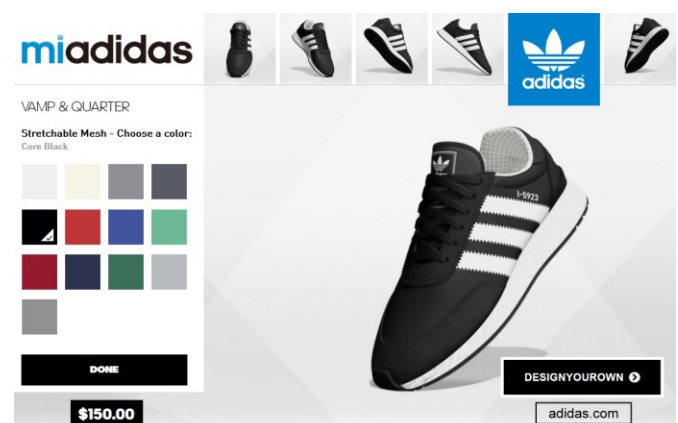 miadidas
adidas
VAMP & QUARTER
Stretchable Mesh - Choose a color:
Core Black
I-5923
DONE
DESIGNYOUROWN
$150.00
adidas.com